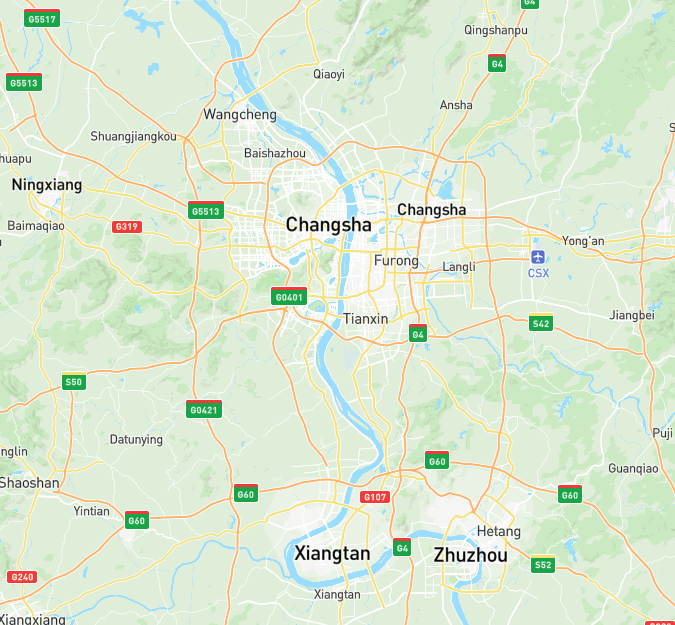 G4
G5517
Qingshanpu
G4
Qiaoyi
G5513
Ansha
Wangcheng
Shuangjiangkou
Baishazhou
huapu
Ningxiang
G5513
Changsha
Changsha
Baimaqiao
G319
Yong'an
Furong
Langli
CSX
G0401
Tianxin
Jiangbei
S42
G4
S50
G0421
Puji
Datunying
nglin
G60
Guanqiao
Shaoshan
G60
G107
G60
Yintian
G60
Hetang
Xiangtan
G4
Zhuzhou
S52
G240
Xiangtan
Xiangxiang